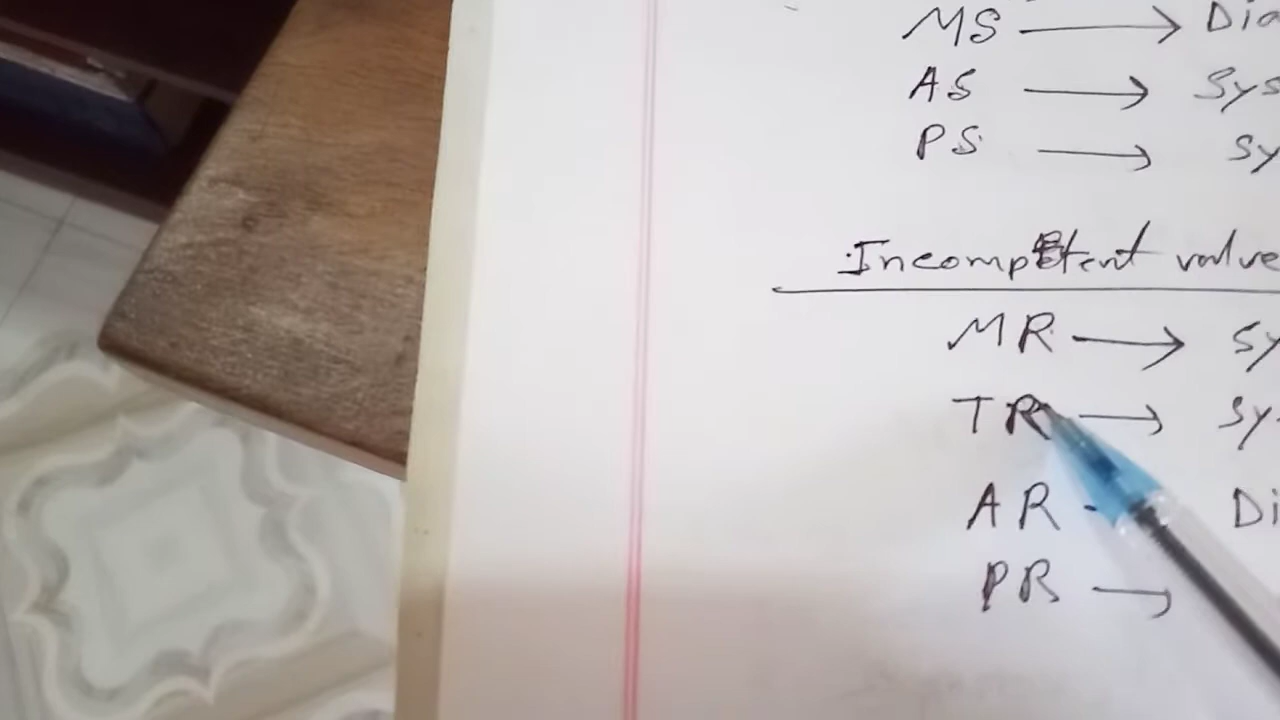 MS → Dia
AS → Sys
PS → Sy
Incompetent valve
MR → Sy
TR → Sy
AR Di
PR →